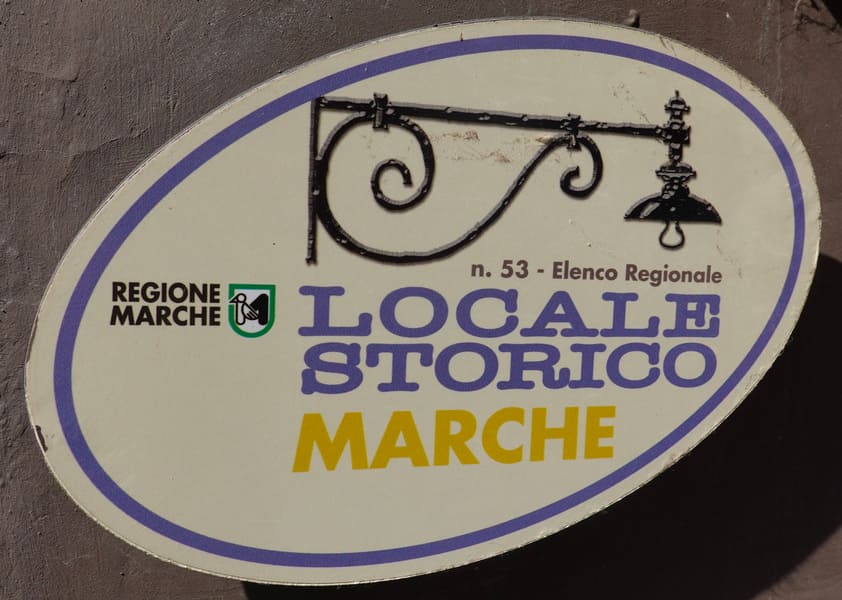 n. 53 - Elenco Regionale
REGIONE
MARCHE
LOCALE
STORICO
MARCHE